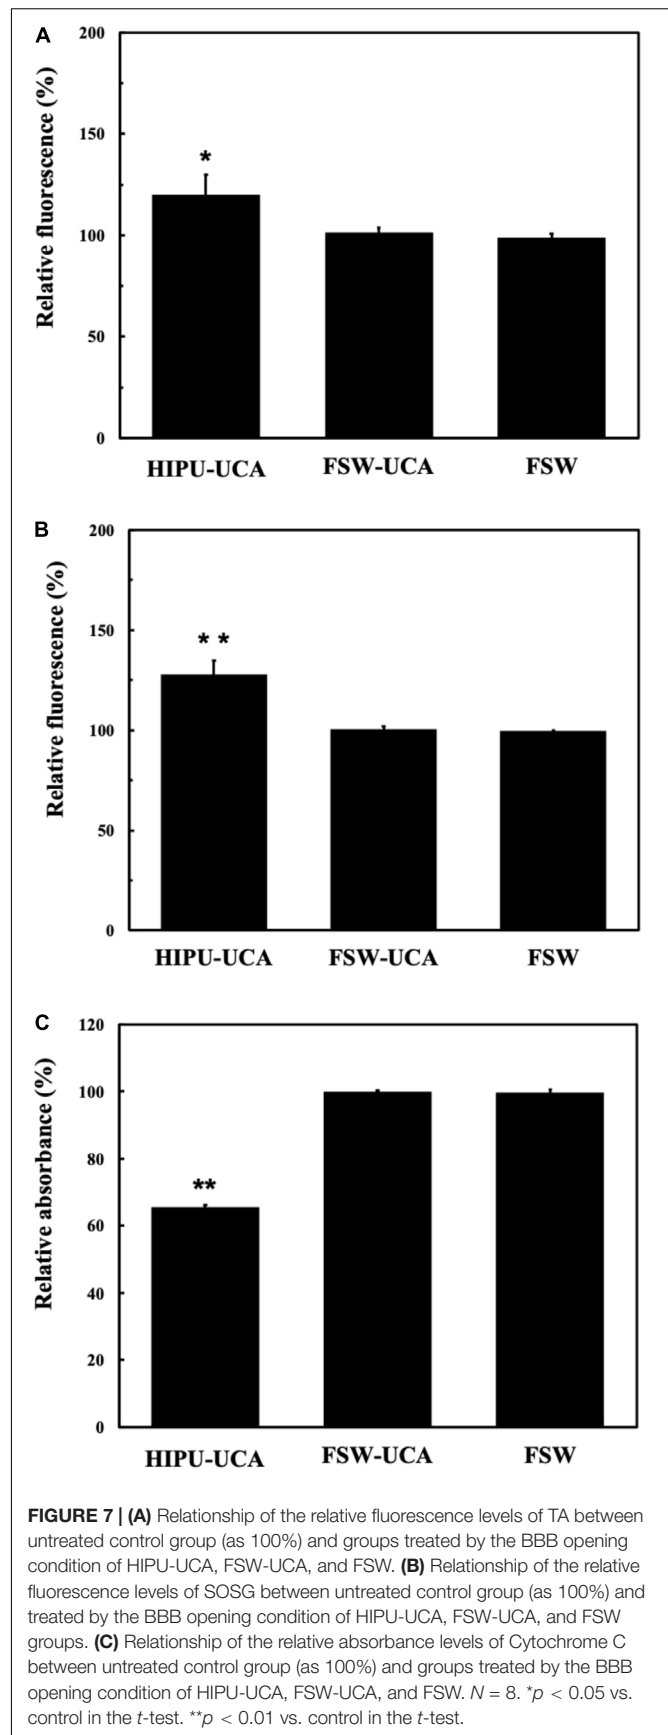 A
200
150
100
50
0
Relative fluorescence (%)
*
HIPU-UCA FSW-UCA FSW
B
200
150
100
50
0
Relative fluorescence (%)
* *
HIPU-UCA FSW-UCA FSW
C
120
100
80
60
40
20
0
Relative absorbance (%)
**
HIPU-UCA FSW-UCA FSW
FIGURE 7 | (A) Relationship of the relative fluorescence levels of TA between
untreated control group (as 100%) and groups treated by the BBB opening
condition of HIPU-UCA, FSW-UCA, and FSW. (B) Relationship of the relative
fluorescence levels of SOSG between untreated control group (as 100%) and
treated by the BBB opening condition of HIPU-UCA, FSW-UCA, and FSW
groups. (C) Relationship of the relative absorbance levels of Cytochrome C
between untreated control group (as 100%) and groups treated by the BBB
opening condition of HIPU-UCA, FSW-UCA, and FSW. N = 8. *p < 0.05 vs.
control in the t-test. **p < 0.01 vs. control in the t-test.